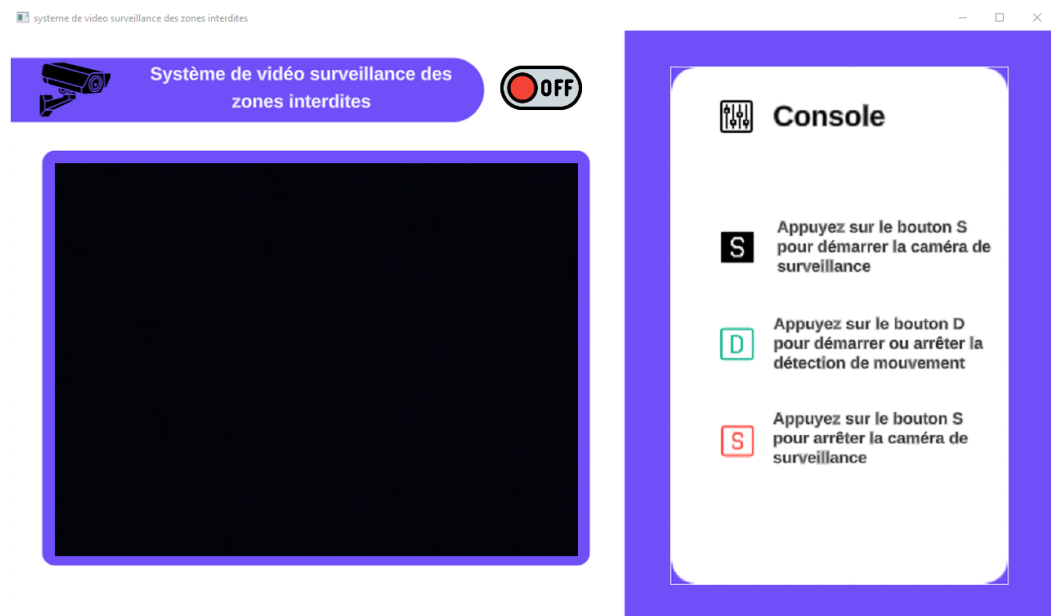 systeme de video surveillance des zones interdites
Système de vidéo surveillance des
zones interdites
OFF
Console
S
Appuyez sur le bouton S
pour démarrer la caméra de
surveillance
D
Appuyez sur le bouton D
pour démarrer ou arrêter la
détection de mouvement
S
Appuyez sur le bouton S
pour arrêter la caméra de
surveillance